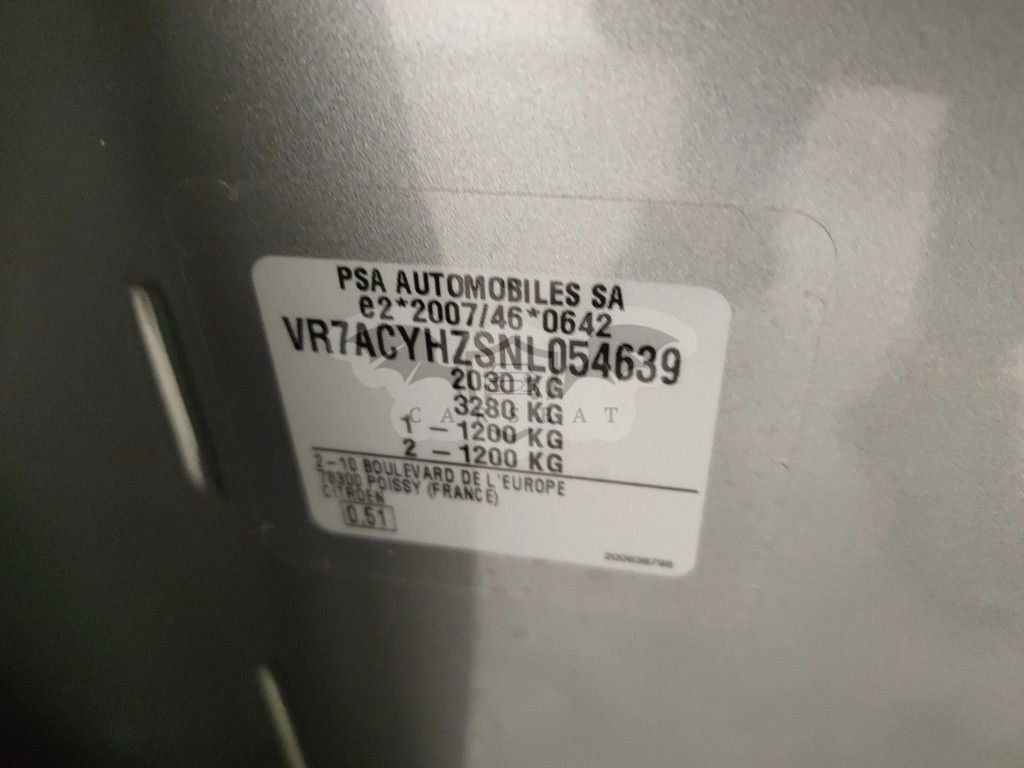 PSA AUTOMOBILES SA
e2*2007/46*0642
VR7ACYHZSNL054639
2030 KG
3280 KG
1 - 1200 KG
2 - 1200 KG
2-10 BOULEVARD DE L'EUROPE
78300 POISSY (FRANCE)
CITROEN
0.51